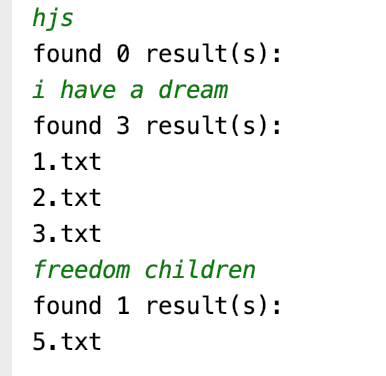 hjs
found 0 result(s):
i have a dream
found 3 result(s):
1.txt
2.txt
3.txt
freedom children
found 1 result(s):
5.txt